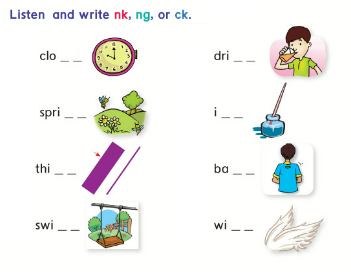 Listen and write nk, ng, or ck.
clo _ _
dri _ _
spri _ _
i _ _
thi _ _
ba _ _
swi _ _
wi _ _